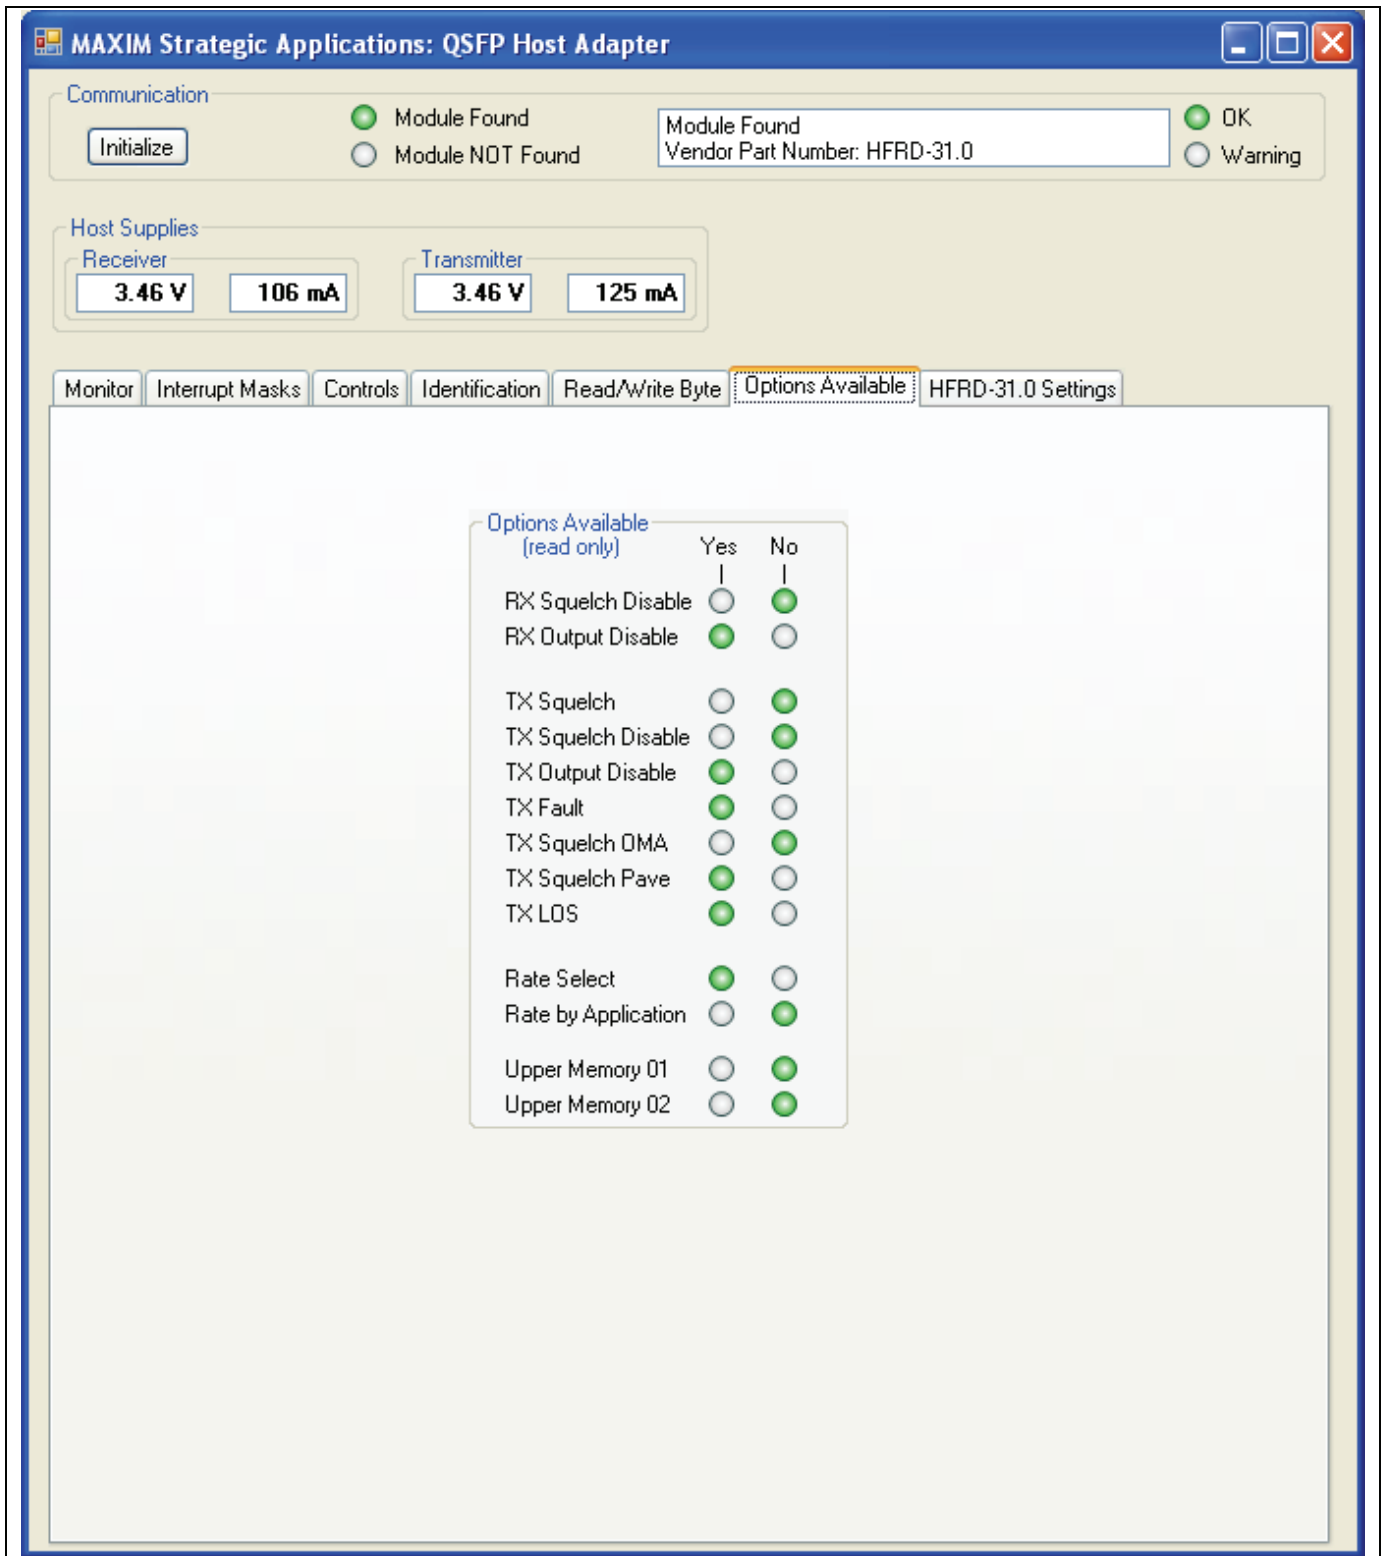 MAXIM Strategic Applications: QSFP Host Adapter
Communication
Initialize
Module Found
Module NOT Found
Module Found
Vendor Part Number: HFRD-31.0
OK
Warning
Host Supplies
Receiver
3.46 V 106 mA
Transmitter
3.46 V 125 mA
Monitor Interrupt Masks Controls Identification Read/Write Byte Options Available HFRD-31.0 Settings
Options Available
(read only) Yes No
RX Squelch Disable
RX Output Disable
TX Squelch
TX Squelch Disable
TX Output Disable
TX Fault
TX Squelch OMA
TX Squelch Pave
TX LOS
Rate Select
Rate by Application
Upper Memory 01
Upper Memory 02